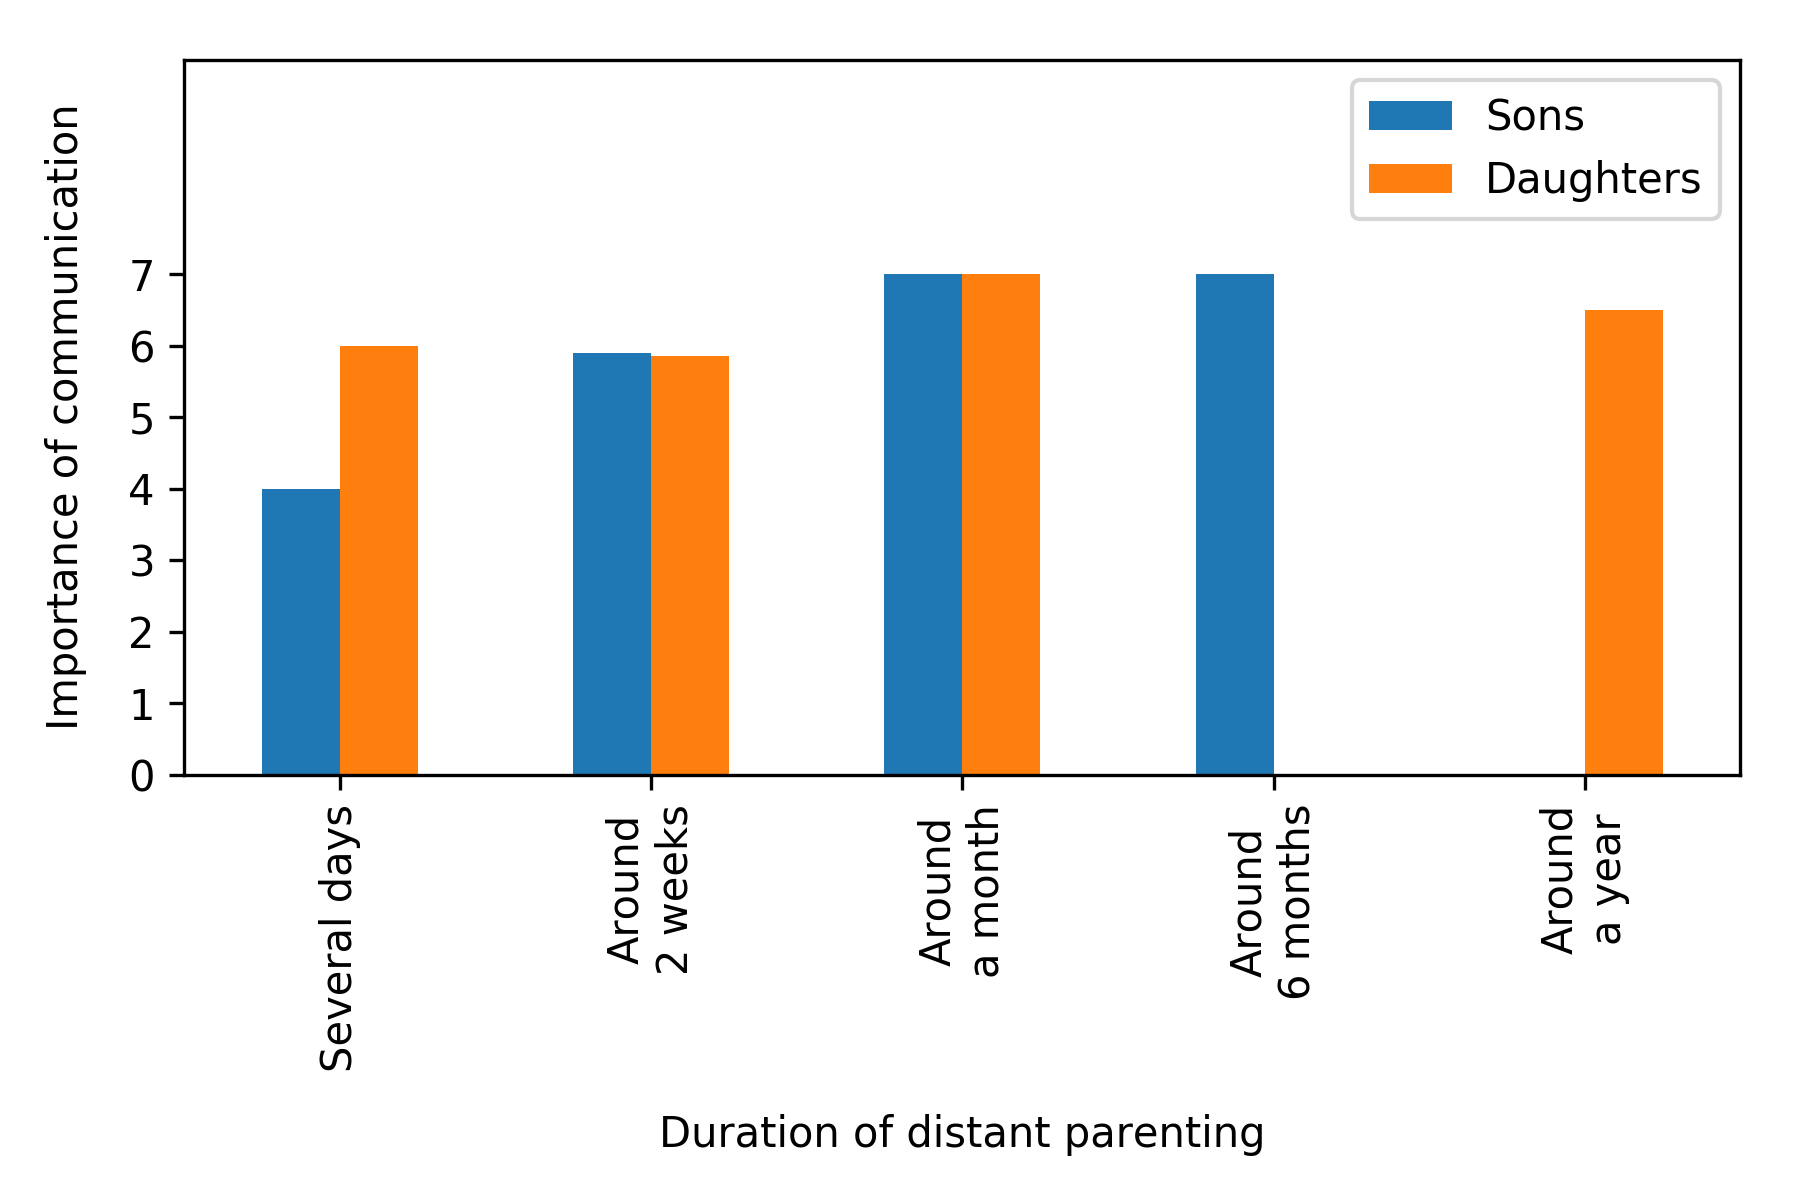 Sons
Daughters
Importance of communication
7
6
5
4
3
2
1
0
Several days
Around
2 weeks
Around
a month
Around
6 months
Around
a year
Duration of distant parenting